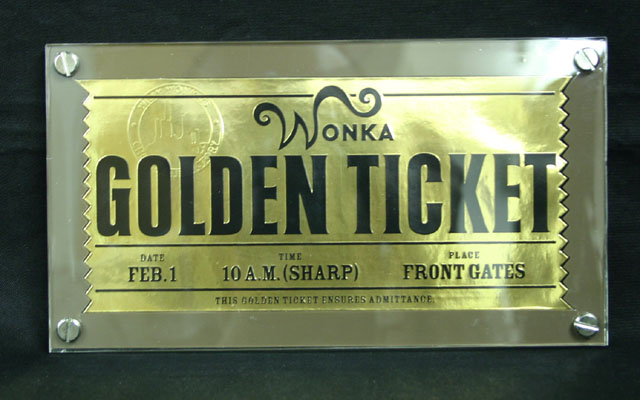 WONKA
GOLDEN TICKET
DATE TIME PLACE
FEB.1 10 A.M.(SHARP) FRONT GATES
THIS GOLDEN TICKET ENSURES ADMITTANCE.